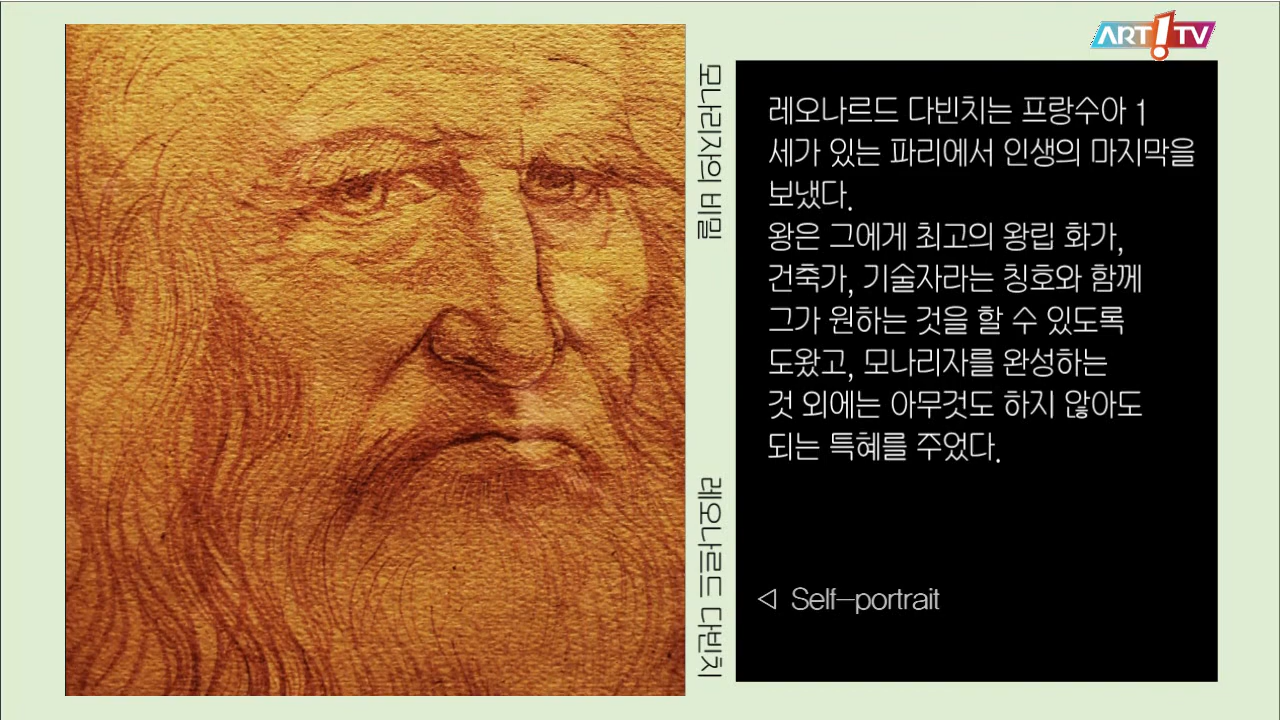 ART!TV
모나리자의 비밀
레오나르드 다빈치
레오나르드 다빈치는 프랑수아 1
세가 있는 파리에서 인생의 마지막을
보냈다.
왕은 그에게 최고의 왕립 화가,
건축가, 기술자라는 칭호와 함께
그가 원하는 것을 할 수 있도록
도왔고, 모나리자를 완성하는
것 외에는 아무것도 하지 않아도
되는 특혜를 주었다.
◁ Self-portrait